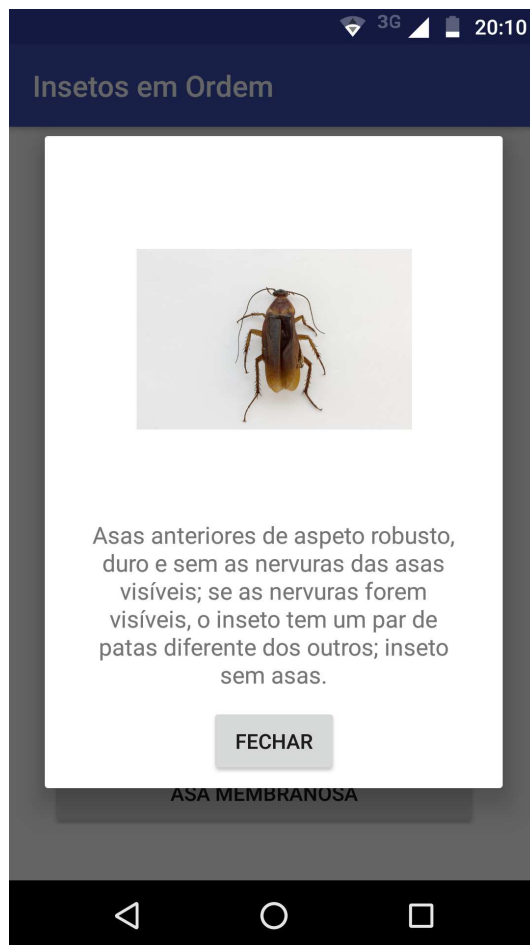 3G 20:10
Insetos em Ordem
Asas anteriores de aspeto robusto,
duro e sem as nervuras das asas
visíveis; se as nervuras forem
visíveis, o inseto tem um par de
patas diferente dos outros; inseto
sem asas.
FECHAR
ASA MEMBRANOSA